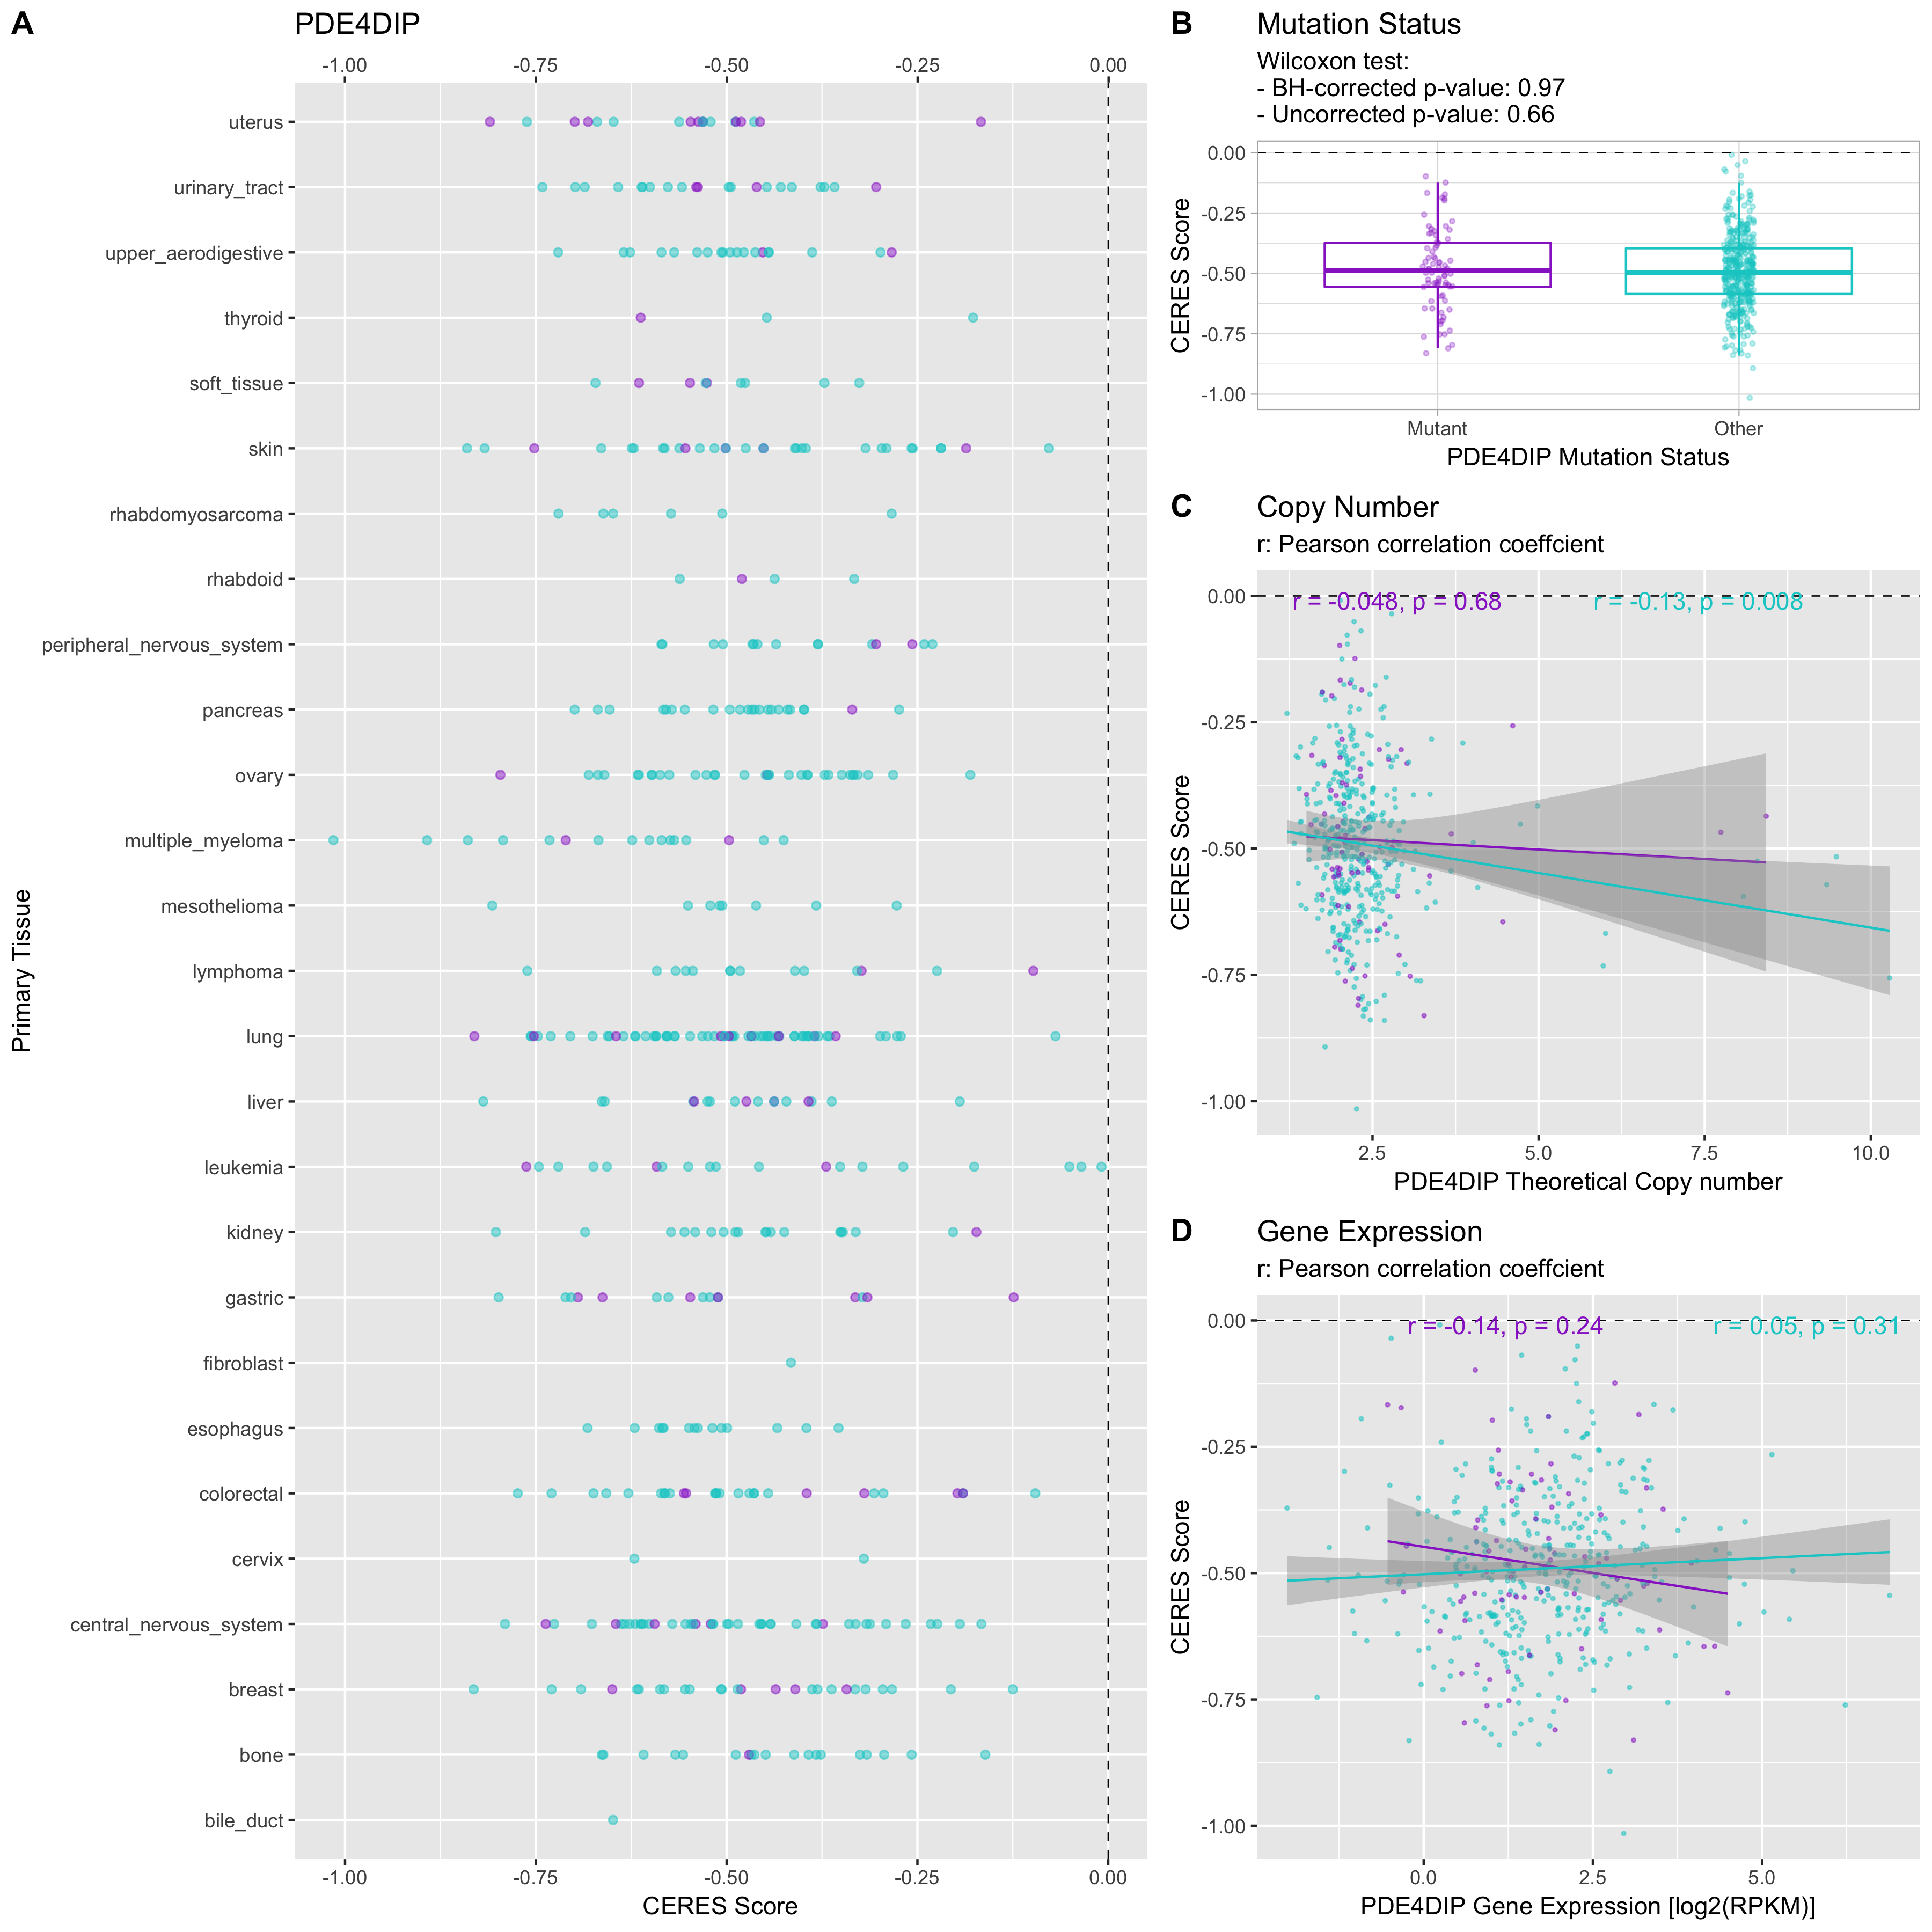 A
PDE4DIP
-1.00 -0.75 -0.50 -0.25 0.00
Primary Tissue
uterus
urinary_tract
upper_aerodigestive
thyroid
soft_tissue
skin
rhabdomyosarcoma
rhabdoid
peripheral_nervous_system
pancreas
ovary
multiple_myeloma
mesothelioma
lymphoma
lung
liver
leukemia
kidney
gastric
fibroblast
esophagus
colorectal
cervix
central_nervous_system
breast
bone
bile_duct
-1.00 -0.75 -0.50 -0.25 0.00
CERES Score
B
Mutation Status
Wilcoxon test:
- BH-corrected p-value: 0.97
- Uncorrected p-value: 0.66
CERES Score
0.00
-0.25
-0.50
-0.75
-1.00
Mutant Other
PDE4DIP Mutation Status
C
Copy Number
r: Pearson correlation coeffcient
r = -0.048, p = 0.68 r = -0.13, p = 0.008
CERES Score
0.00
-0.25
-0.50
-0.75
-1.00
2.5 5.0 7.5 10.0
PDE4DIP Theoretical Copy number
D
Gene Expression
r: Pearson correlation coeffcient
r = -0.14, p = 0.24 r = 0.05, p = 0.31
CERES Score
0.00
-0.25
-0.50
-0.75
-1.00
0.0 2.5 5.0
PDE4DIP Gene Expression [log2(RPKM)]